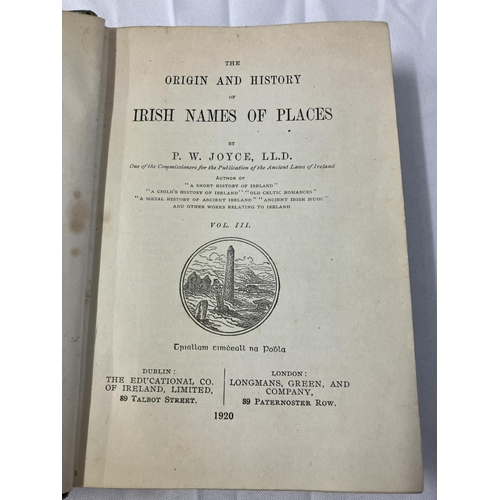 THE
ORIGIN AND HISTORY
OF
IRISH NAMES OF PLACES
BY
P. W. JOYCE, LL.D.
One of the Commissioners for the Publication of the Ancient Laws of Ireland
AUTHOR OF
"A SHORT HISTORY OF IRELAND"
"A CHILD'S HISTORY OF IRELAND" "OLD CELTIC ROMANCES"
"A SOCIAL HISTORY OF ANCIENT IRELAND" "ANCIENT IRISH MUSIC"
AND OTHER WORKS RELATING TO IRELAND
VOL. III.
Triallam timċeall na Foḋla
DUBLIN:
THE EDUCATIONAL CO.
OF IRELAND, LIMITED,
89 TALBOT STREET.
LONDON:
LONGMANS, GREEN, AND
COMPANY,
39 PATERNOSTER ROW.
1920